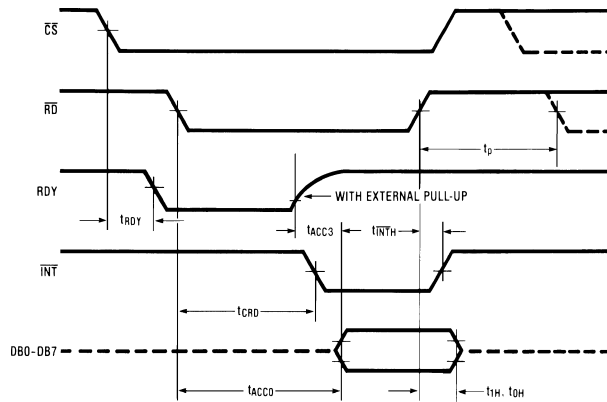 CS
RD
tp
RDY
WITH EXTERNAL PULL-UP
tRDY
tACC3
tINTH
INT
tCRD
DB0-DB7
tACC0
t1H, t0H